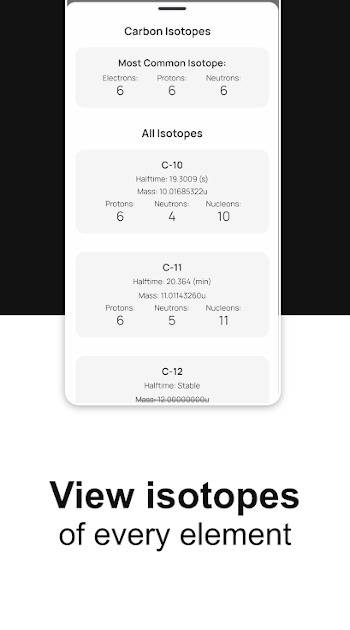 Carbon Isotopes
Most Common Isotope:
Electrons: Protons: Neutrons:
6 6 6
All Isotopes
C-10
Halftime: 19.3009 (s)
Mass: 10.01685322u
Protons: Neutrons: Nucleons:
6 4 10
C-11
Halftime: 20.364 (min)
Mass: 11.01143260u
Protons: Neutrons: Nucleons:
6 5 11
C-12
Halftime: Stable
Mass: 12.00000000u
View isotopes
of every element